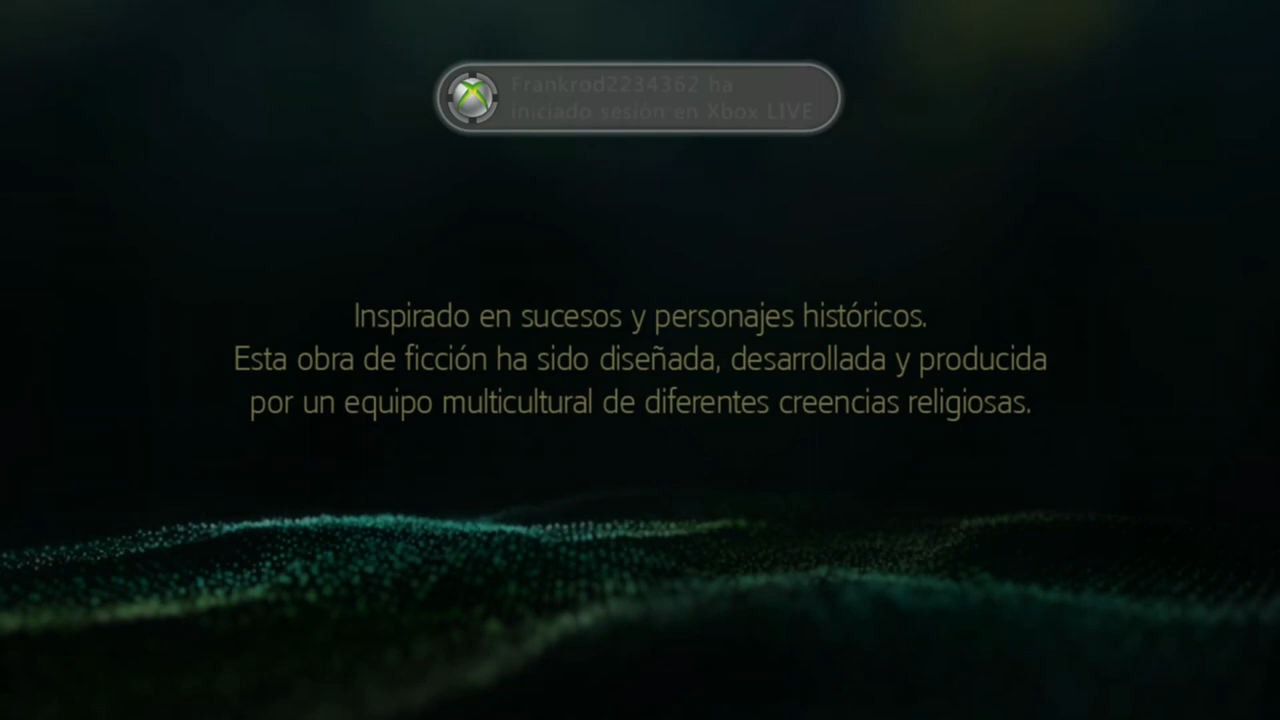 Frankrod2234362 ha
iniciado sesión en Xbox LIVE
Inspirado en sucesos y personajes históricos.
Esta obra de ficción ha sido diseñada, desarrollada y producida
por un equipo multicultural de diferentes creencias religiosas.